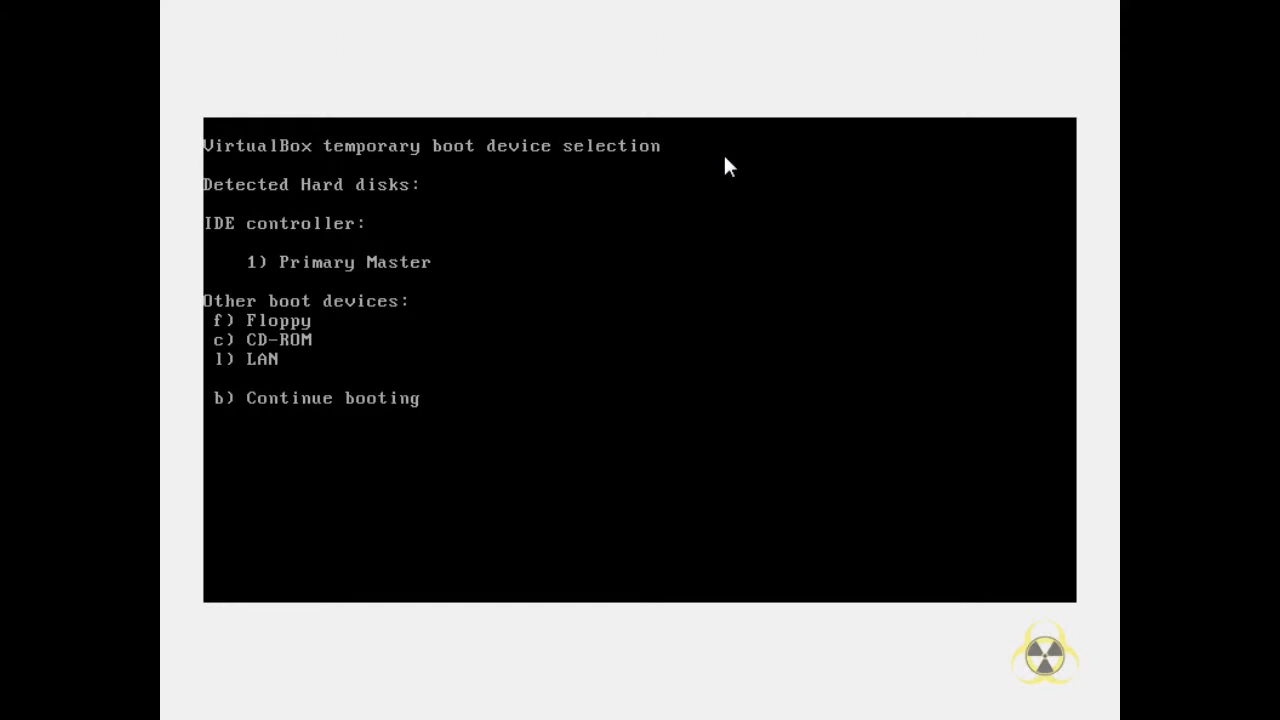 VirtualBox temporary boot device selection
Detected Hard disks:
IDE controller:
1) Primary Master
Other boot devices:
f) Floppy
c) CD-ROM
l) LAN
b) Continue booting